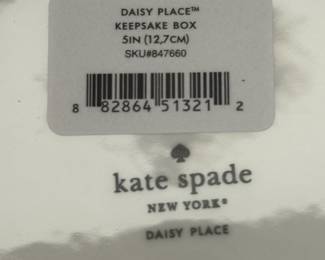 DAISY PLACE™
KEEPSAKE BOX
5IN (12,7CM)
SKU#847660
8 82864 51321 2
kate spade
NEW YORK®
DAISY PLACE